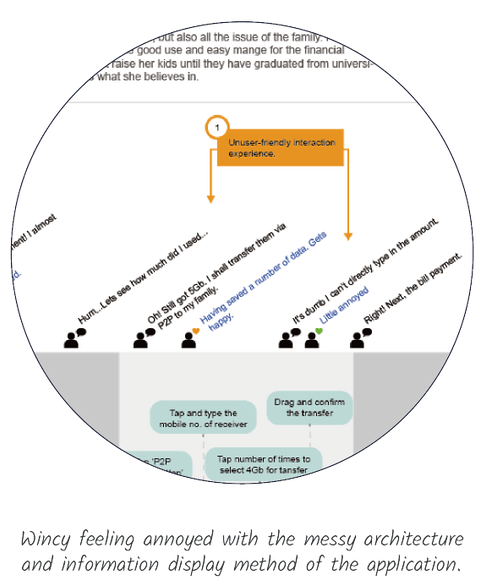 but also all the issue of the family.
good use and easy mange for the financial
raise her kids until they have graduated from universi-
what she believes in.
1
Unuser-friendly interaction
experience.
I almost
Hum...Lets see how much did I used...
Oh! Still got 5Gb. I shall transfer them via
P2P to my family.
Having saved a number of data. Gets
happy.
It's dumb I can't directly type in the amount.
Little annoyed
Right! Next, the bill payment.
Tap and type the
mobile no. of receiver
Drag and confirm
the transfer
'P2P
Tap number of times to
select 4Gb for tansfer
Wincy feeling annoyed with the messy architecture
and information display method of the application.